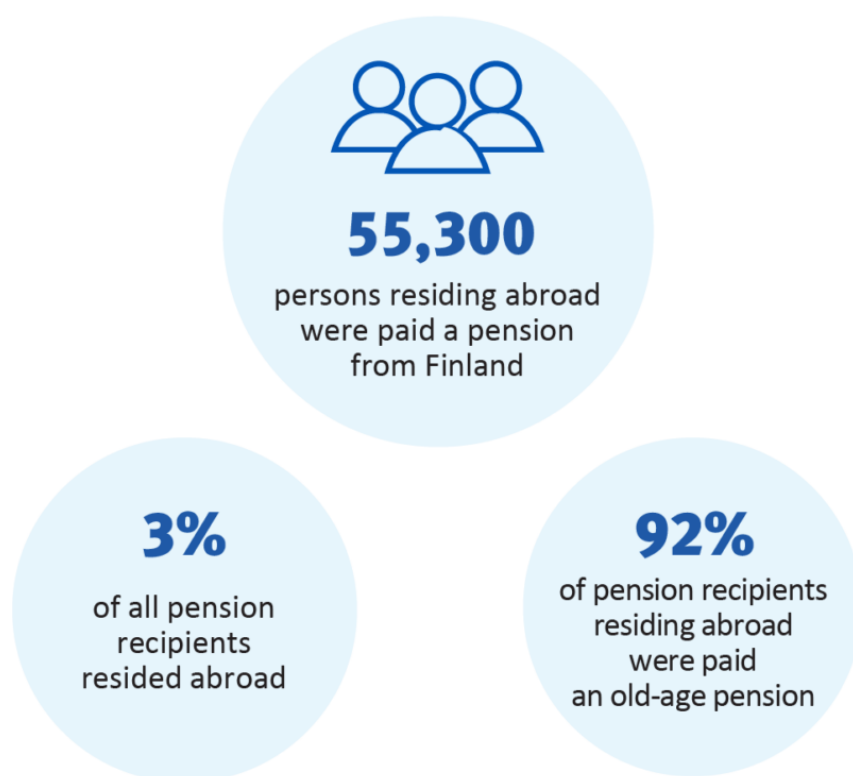 55,300
persons residing abroad
were paid a pension
from Finland
3%
of all pension
recipients
resided abroad
92%
of pension recipients
residing abroad
were paid
an old-age pension